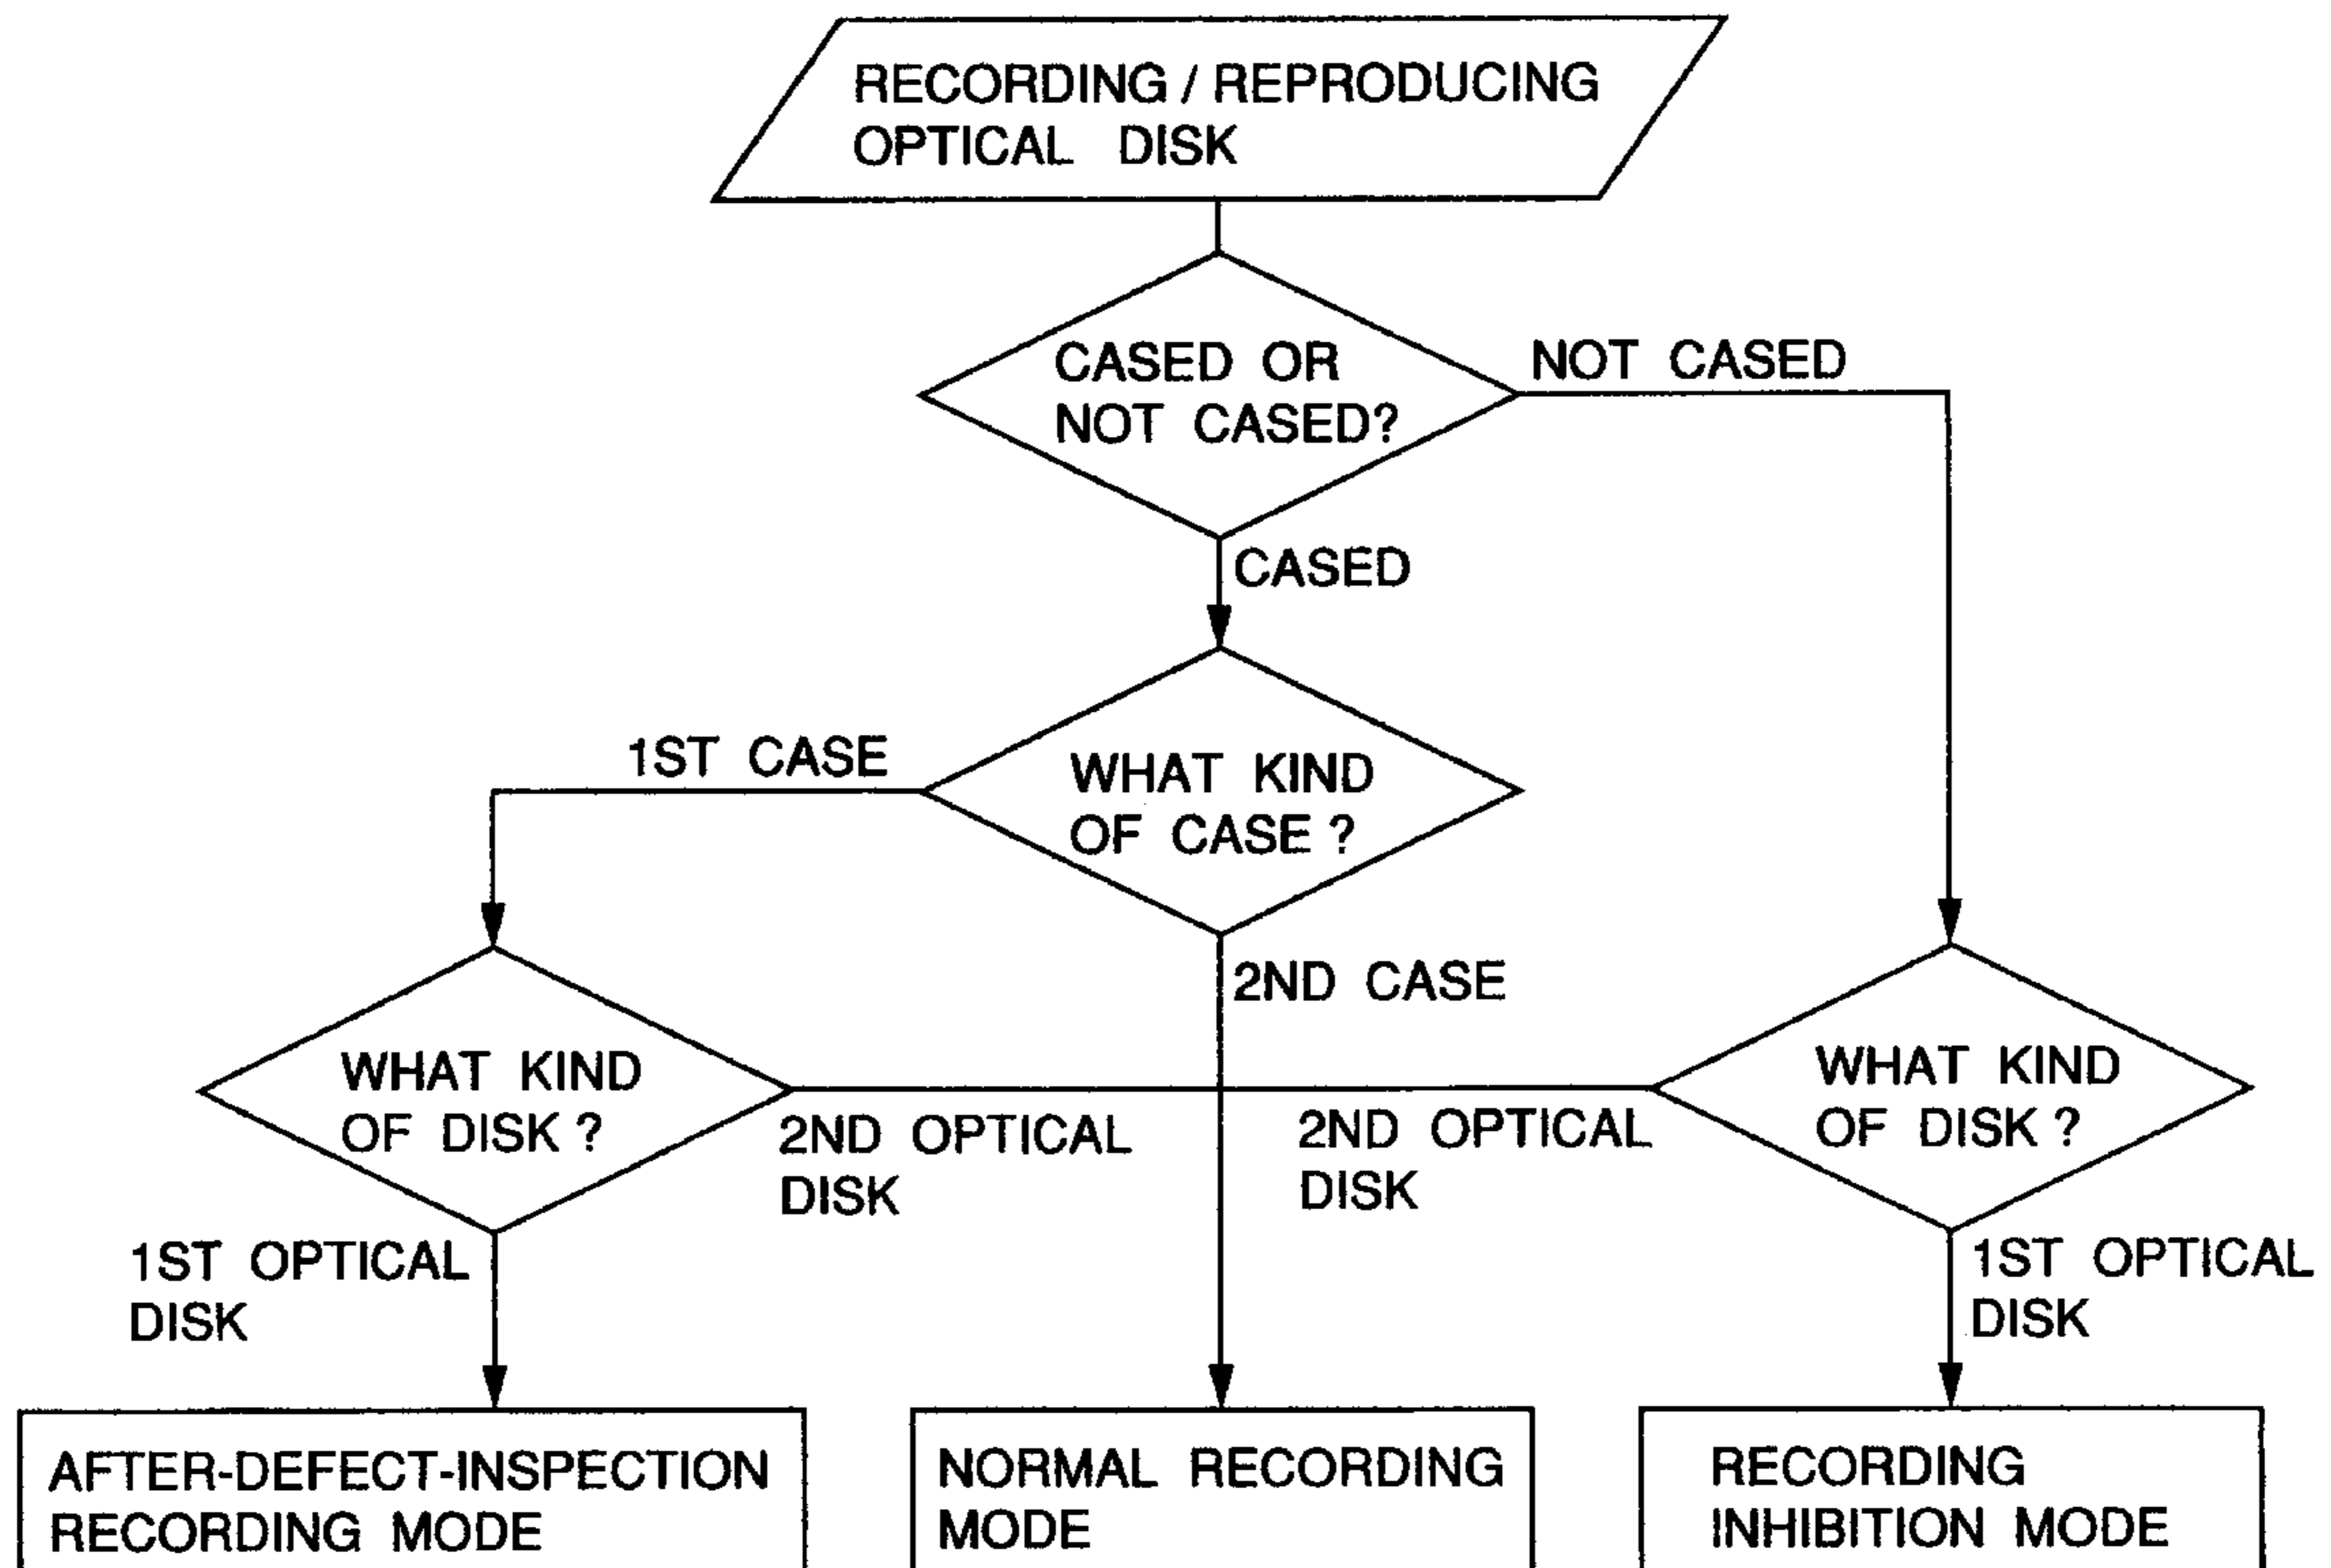 RECORDING / REPRODUCING
OPTICAL DISK
CASED OR
NOT CASED?
NOT CASED
CASED
1ST CASE
WHAT KIND
OF CASE ?
2ND CASE
WHAT KIND
OF DISK ?
2ND OPTICAL
DISK
2ND OPTICAL
DISK
WHAT KIND
OF DISK ?
1ST OPTICAL
DISK
1ST OPTICAL
DISK
AFTER-DEFECT-INSPECTION
RECORDING MODE
NORMAL RECORDING
MODE
RECORDING
INHIBITION MODE